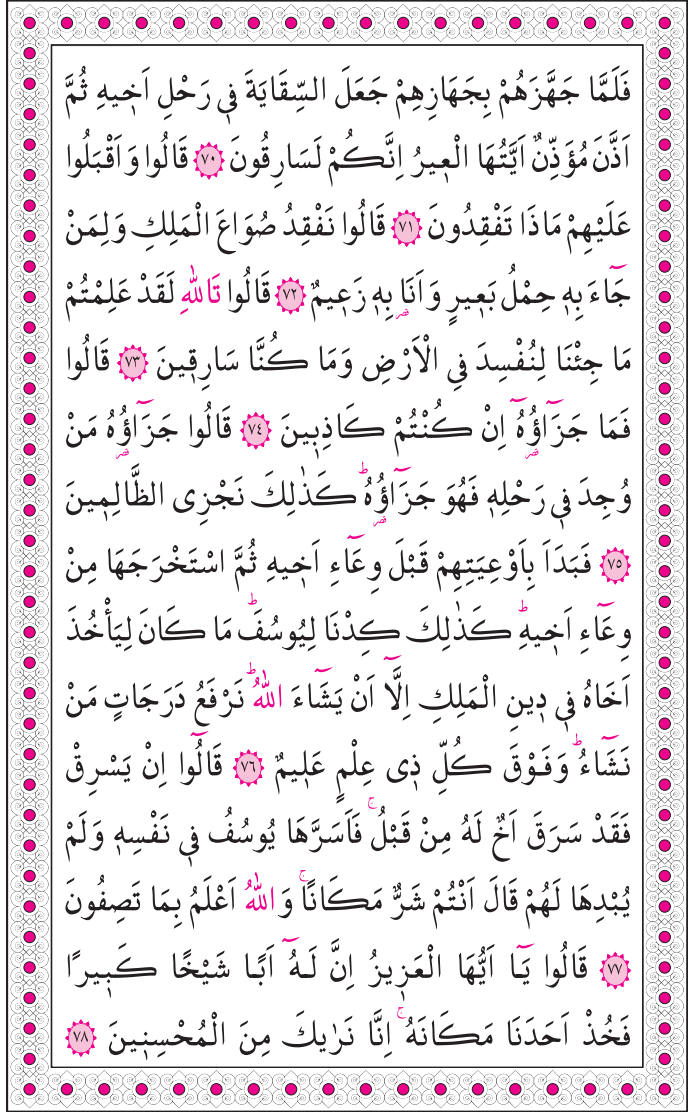 فَلَمَّا جَهَّزَهُمْ بِجَهَازِهِمْ جَعَلَ السِّقَايَةَ فٖي رَحْلِ اَخٖيهِ ثُمَّ
اَذَّنَ مُؤَذِّنٌ اَيَّتُهَا الْعٖيرُ اِنَّكُمْ لَسَارِقُونَ ﴿٧٠﴾ قَالُوا وَاَقْبَلُوا
عَلَيْهِمْ مَاذَا تَفْقِدُونَ ﴿٧١﴾ قَالُوا نَفْقِدُ صُوَاعَ الْمَلِكِ وَلِمَنْ
جَٓاءَ بِهٖ حِمْلُ بَعٖيرٍ وَاَنَا بِهٖ زَعٖيمٌ ﴿٧٢﴾ قَالُوا تَاللّٰهِ لَقَدْ عَلِمْتُمْ
مَا جِئْنَا لِنُفْسِدَ فِي الْاَرْضِ وَمَا كُنَّا سَارِقٖينَ ﴿٧٣﴾ قَالُوا
فَمَا جَزَٓاؤُ۬هُٓ اِنْ كُنْتُمْ كَاذِبٖينَ ﴿٧٤﴾ قَالُوا جَزَٓاؤُ۬هُ مَنْ
وُجِدَ فٖي رَحْلِهٖ فَهُوَ جَزَٓاؤُ۬هُؕ كَذٰلِكَ نَجْزِي الظَّالِمٖينَ
﴿٧٥﴾ فَبَدَاَ بِاَوْعِيَتِهِمْ قَبْلَ وِعَٓاءِ اَخٖيهِ ثُمَّ اسْتَخْرَجَهَا مِنْ
وِعَٓاءِ اَخٖيهِؕ كَذٰلِكَ كِدْنَا لِيُوسُفَؕ مَا كَانَ لِيَأْخُذَ
اَخَاهُ فٖي دٖينِ الْمَلِكِ اِلَّٓا اَنْ يَشَٓاءَ اللّٰهُؕ نَرْفَعُ دَرَجَاتٍ مَنْ
نَشَٓاءُؕ وَفَوْقَ كُلِّ ذٖي عِلْمٍ عَلٖيمٌ ﴿٧٦﴾ قَالُٓوا اِنْ يَسْرِقْ
فَقَدْ سَرَقَ اَخٌ لَهُ مِنْ قَبْلُۚ فَاَسَرَّهَا يُوسُفُ فٖي نَفْسِهٖ وَلَمْ
يُبْدِهَا لَهُمْ قَالَ اَنْتُمْ شَرٌّ مَكَانًاۚ وَاللّٰهُ اَعْلَمُ بِمَا تَصِفُونَ
﴿٧٧﴾ قَالُوا يَٓا اَيُّهَا الْعَزٖيزُ اِنَّ لَهُٓ اَبًا شَيْخًا كَبٖيرًا
فَخُذْ اَحَدَنَا مَكَانَهُۚ اِنَّا نَرٰيكَ مِنَ الْمُحْسِنٖينَ ﴿٧٨﴾